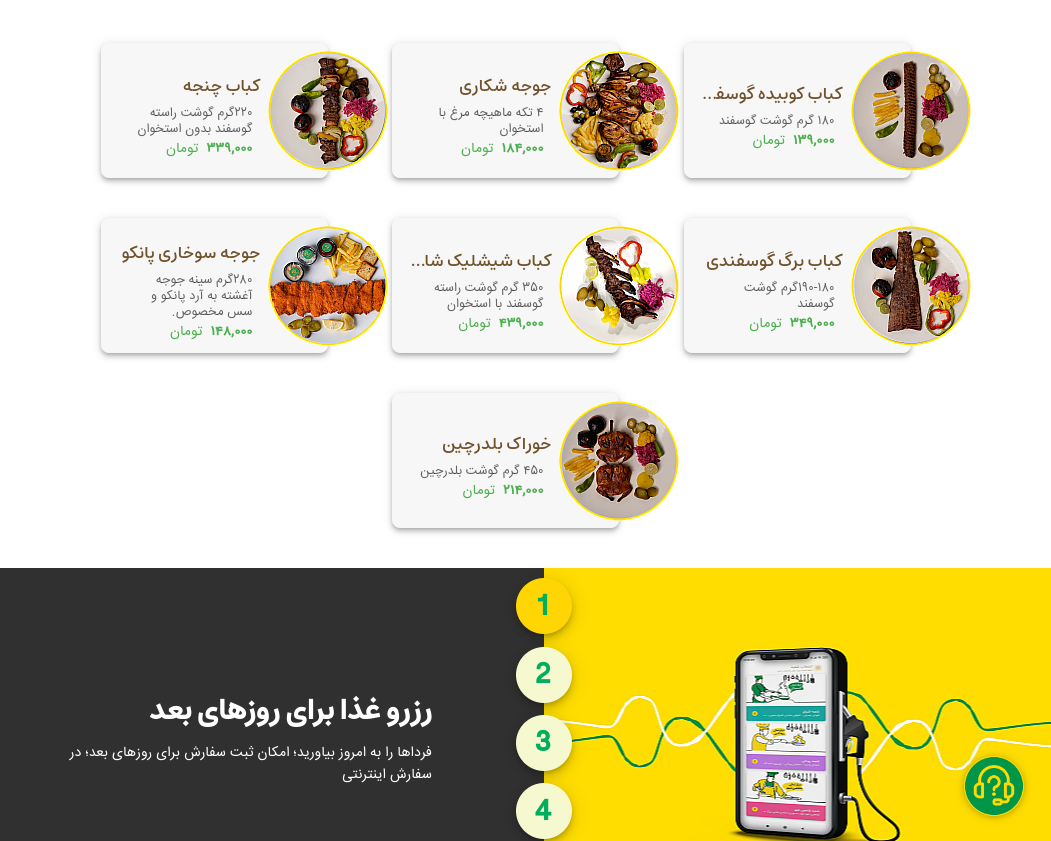 کباب کوبیده گوسفـ...
۱۸۰ گرم گوشت گوسفند
۱۳۹,۰۰۰ تومان
جوجه شکاری
۴ تکه ماهیچه مرغ با
استخوان
۱۸۴,۰۰۰ تومان
کباب چنجه
۲۲۰گرم گوشت راسته
گوسفند بدون استخوان
۳۳۹,۰۰۰ تومان
کباب برگ گوسفندی
۱۸۰-۱۹۰گرم گوشت
گوسفند
۳۴۹,۰۰۰ تومان
کباب شیشلیک شا...
۳۵۰ گرم گوشت راسته
گوسفند با استخوان
۴۳۹,۰۰۰ تومان
جوجه سوخاری پانکو
۲۸۰گرم سینه جوجه
آغشته به آرد پانکو و
سس مخصوص.
۱۴۸,۰۰۰ تومان
خوراک بلدرچین
۴۵۰ گرم گوشت بلدرچین
۲۱۴,۰۰۰ تومان
1
2
3
4
رزرو غذا برای روزهای بعد
فرداها را به امروز بیاورید؛ امکان ثبت سفارش برای روزهای بعد؛ در
سفارش اینترنتی